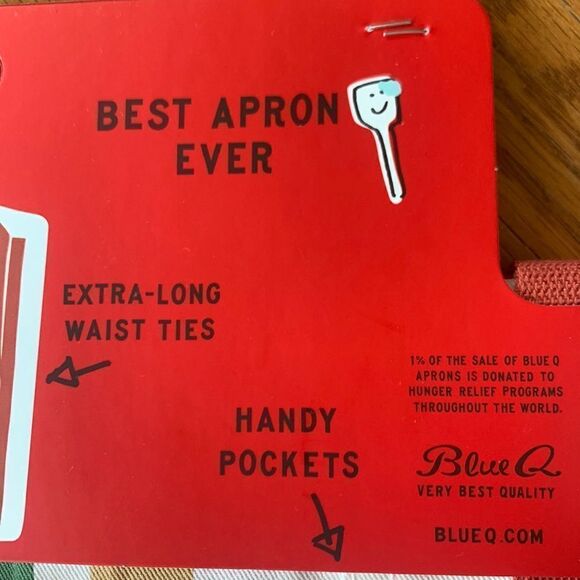 BEST APRON
EVER
EXTRA-LONG
WAIST TIES
HANDY
POCKETS
1% OF THE SALE OF BLUE Q
APRONS IS DONATED TO
HUNGER RELIEF PROGRAMS
THROUGHOUT THE WORLD.
Blue Q
VERY BEST QUALITY
BLUEQ.COM